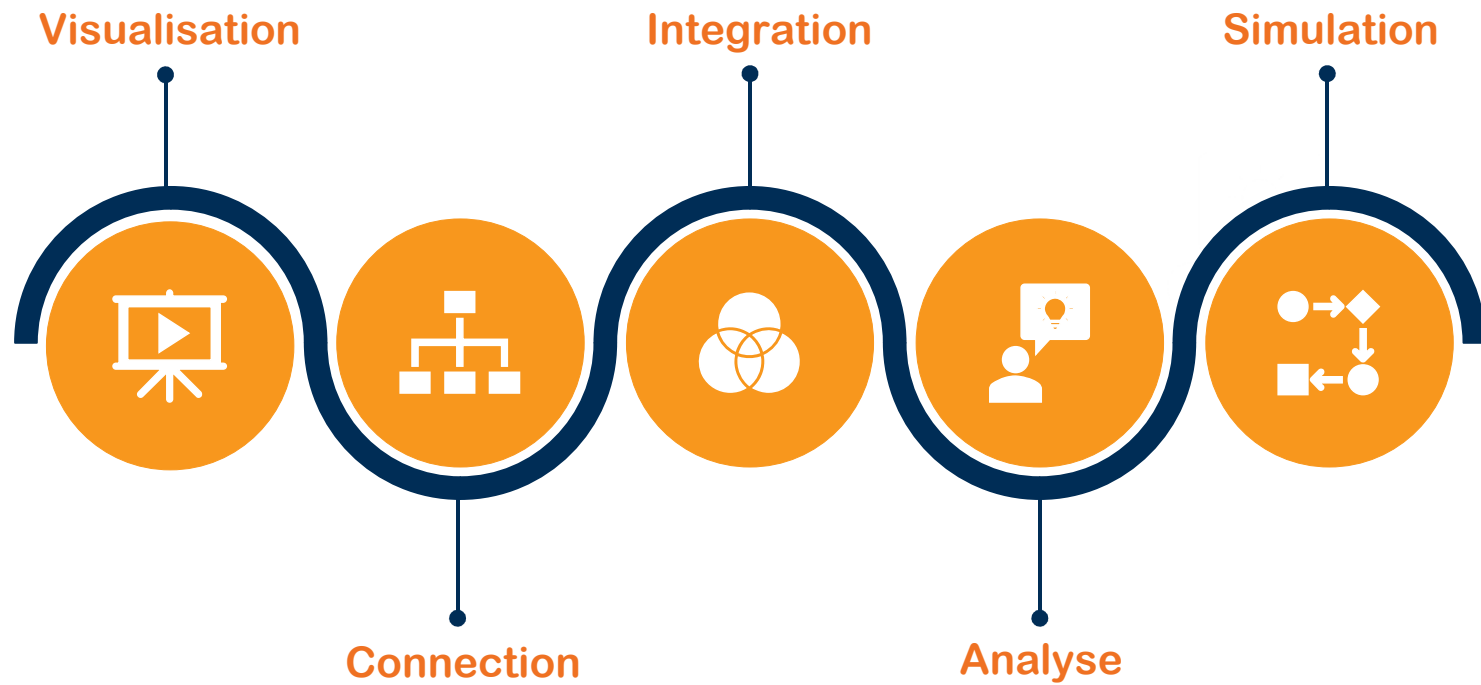 Visualisation
Integration
Simulation
Connection
Analyse